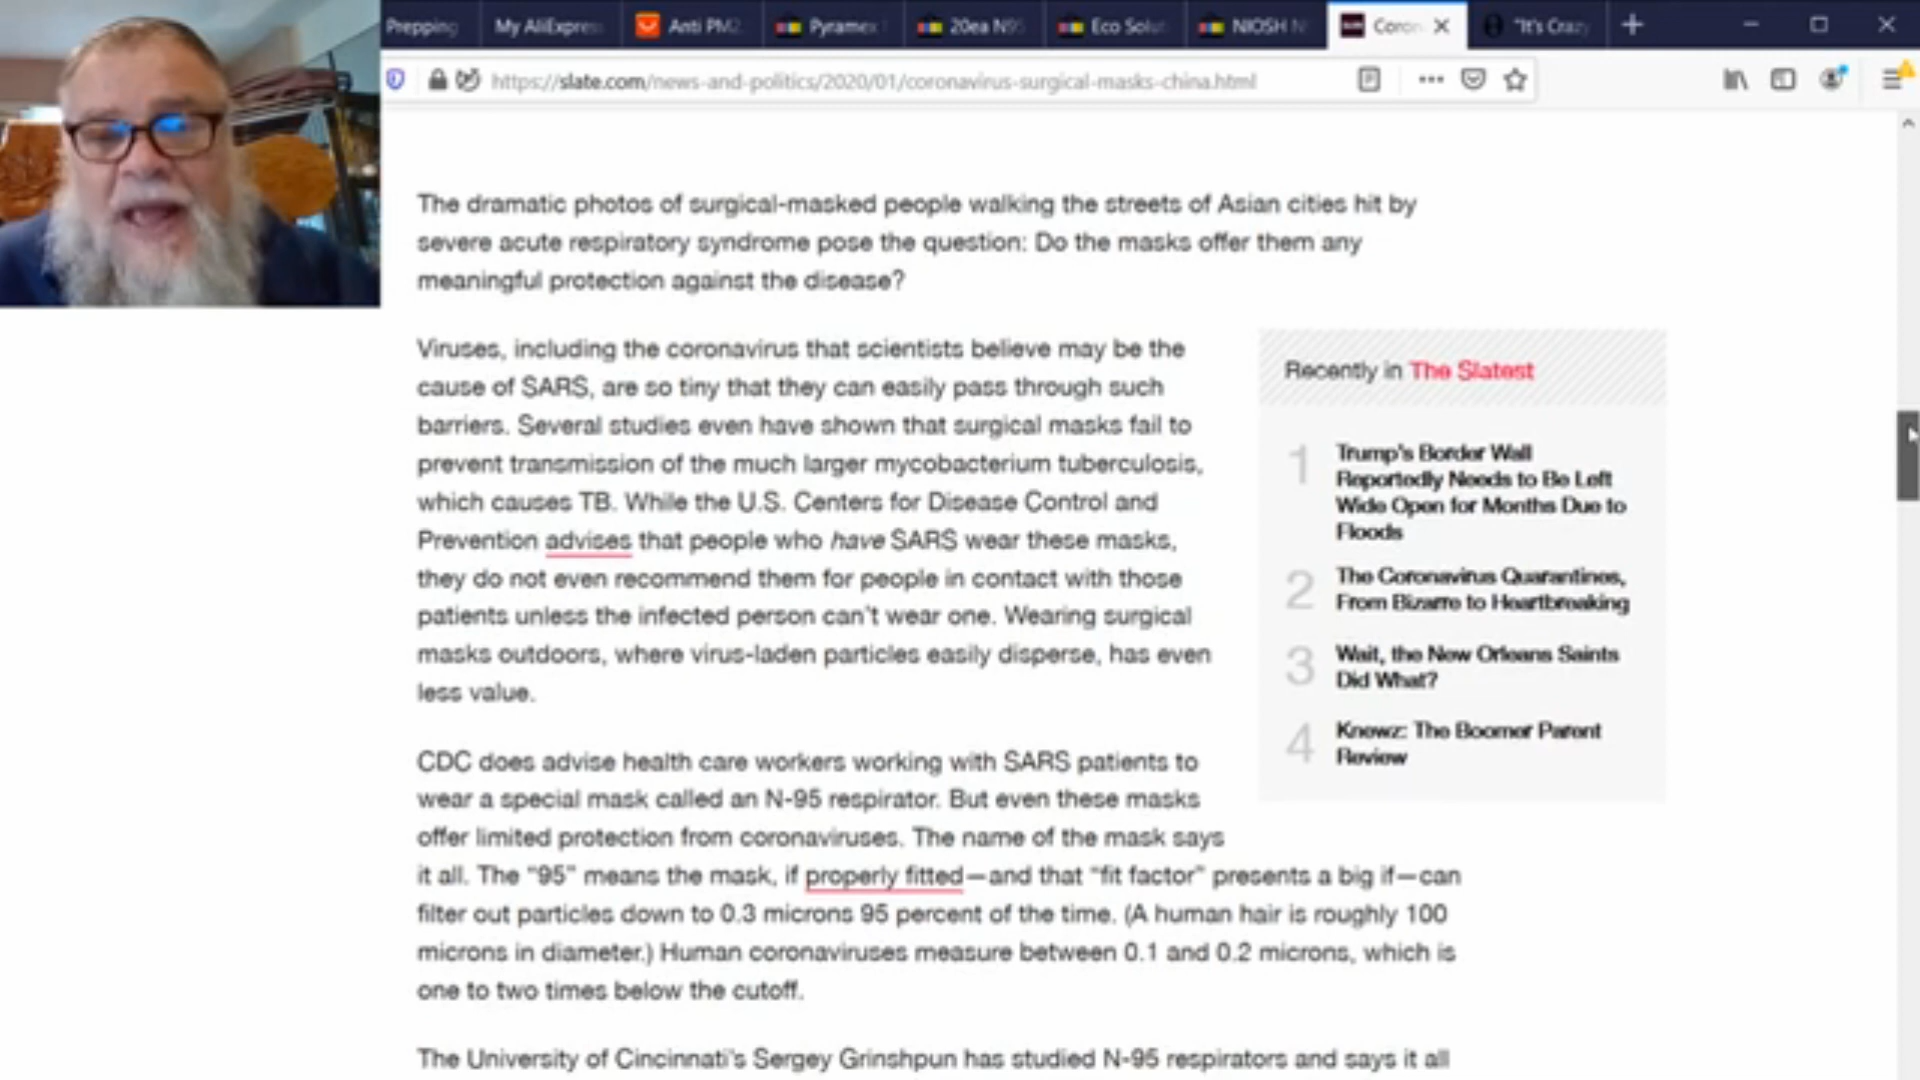 Prepping
My AliExpres
Anti PM2
Pyramex
20ea N95
Eco Solut
NIOSH N
Coron
"It's Crazy
https://slate.com/news-and-politics/2020/01/coronavirus-surgical-masks-china.html
The dramatic photos of surgical-masked people walking the streets of Asian cities hit by
severe acute respiratory syndrome pose the question: Do the masks offer them any
meaningful protection against the disease?
Viruses, including the coronavirus that scientists believe may be the
cause of SARS, are so tiny that they can easily pass through such
barriers. Several studies even have shown that surgical masks fail to
prevent transmission of the much larger mycobacterium tuberculosis,
which causes TB. While the U.S. Centers for Disease Control and
Prevention advises that people who have SARS wear these masks,
they do not even recommend them for people in contact with those
patients unless the infected person can't wear one. Wearing surgical
masks outdoors, where virus-laden particles easily disperse, has even
less value.
Recently in The Slatest
1 Trump's Border Wall
Reportedly Needs to Be Left
Wide Open for Months Due to
Floods
2 The Coronavirus Quarantines,
From Bizarre to Heartbreaking
3 Wait, the New Orleans Saints
Did What?
4 Knewz: The Boomer Parent
Review
CDC does advise health care workers working with SARS patients to
wear a special mask called an N-95 respirator. But even these masks
offer limited protection from coronaviruses. The name of the mask says
it all. The "95" means the mask, if properly fitted—and that "fit factor" presents a big if—can
filter out particles down to 0.3 microns 95 percent of the time. (A human hair is roughly 100
microns in diameter.) Human coronaviruses measure between 0.1 and 0.2 microns, which is
one to two times below the cutoff.
The University of Cincinnati's Sergey Grinshpun has studied N-95 respirators and says it all